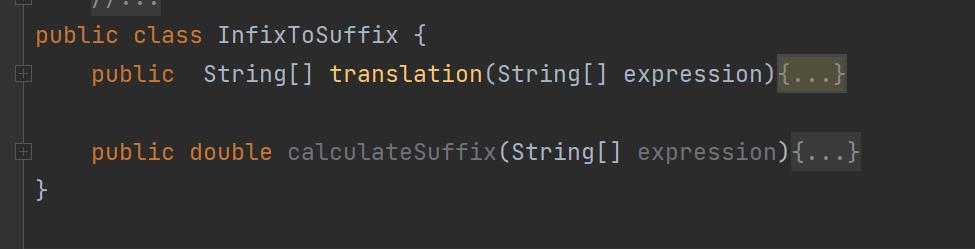 //...
public class InfixToSuffix {
public  String[] translation(String[] expression){...}
public double calculateSuffix(String[] expression){...}
}